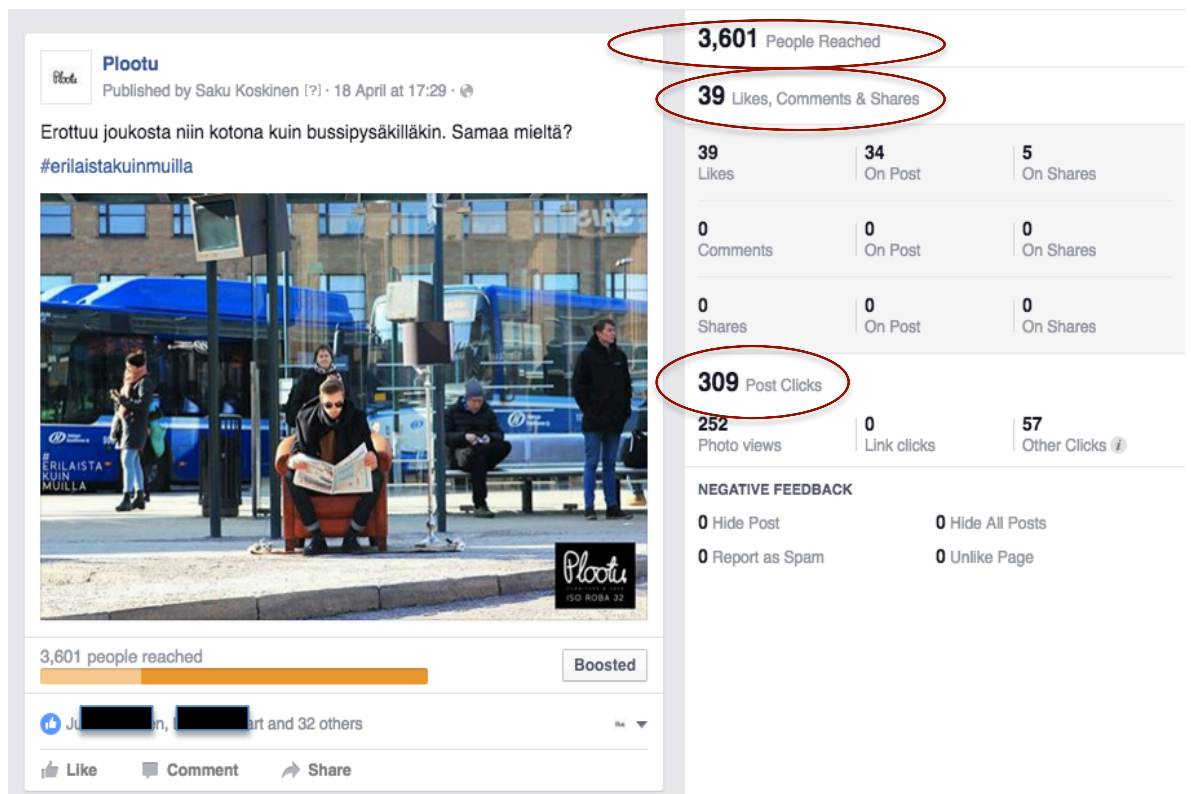 Plootu
Plootu
Published by Saku Koskinen [?] · 18 April at 17:29 ·
Erottuu joukosta niin kotona kuin bussipysäkilläkin. Samaa mieltä?
#erilaistakuinmuilla
#
ERILAISTA
KUIN
MUILLA
Plootu
FURNITURE & CAFE
ISO ROBA 32
3,601 people reached
Boosted
Ju n, art and 32 others
Like Comment Share
3,601 People Reached
39 Likes, Comments & Shares
39 34 5
Likes On Post On Shares
0 0 0
Comments On Post On Shares
0 0 0
Shares On Post On Shares
309 Post Clicks
252 0 57
Photo views Link clicks Other Clicks i
NEGATIVE FEEDBACK
0 Hide Post 0 Hide All Posts
0 Report as Spam 0 Unlike Page